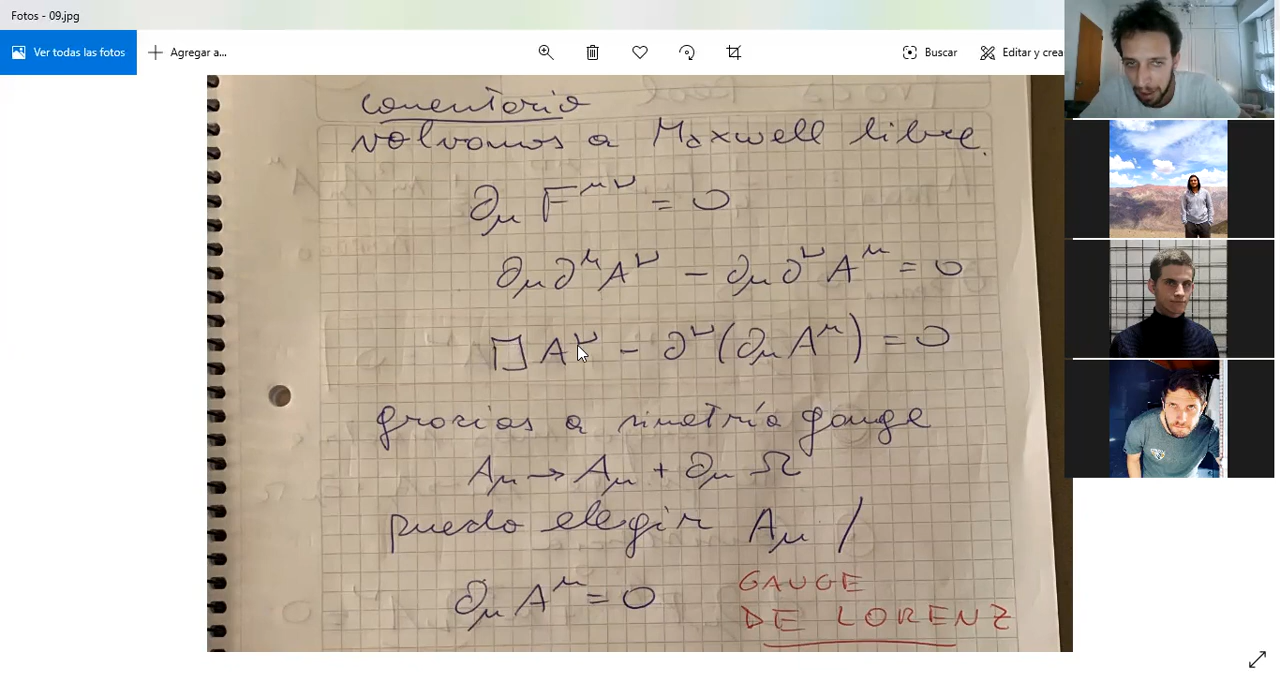 Fotos - 09.jpg
Ver todas las fotos
Agregar a...
Buscar
Editar y crea
comentario
volvamos a Maxwell libre.
∂μ F^μν = 0
∂μ ∂^μ A^ν - ∂μ ∂^ν A^μ = 0
□ A^ν - ∂^ν (∂μ A^μ) = 0
gracias a simetría gauge
Aμ → Aμ + ∂μ Ω
puedo elegir Aμ /
∂μ A^μ = 0
GAUGE
DE LORENZ